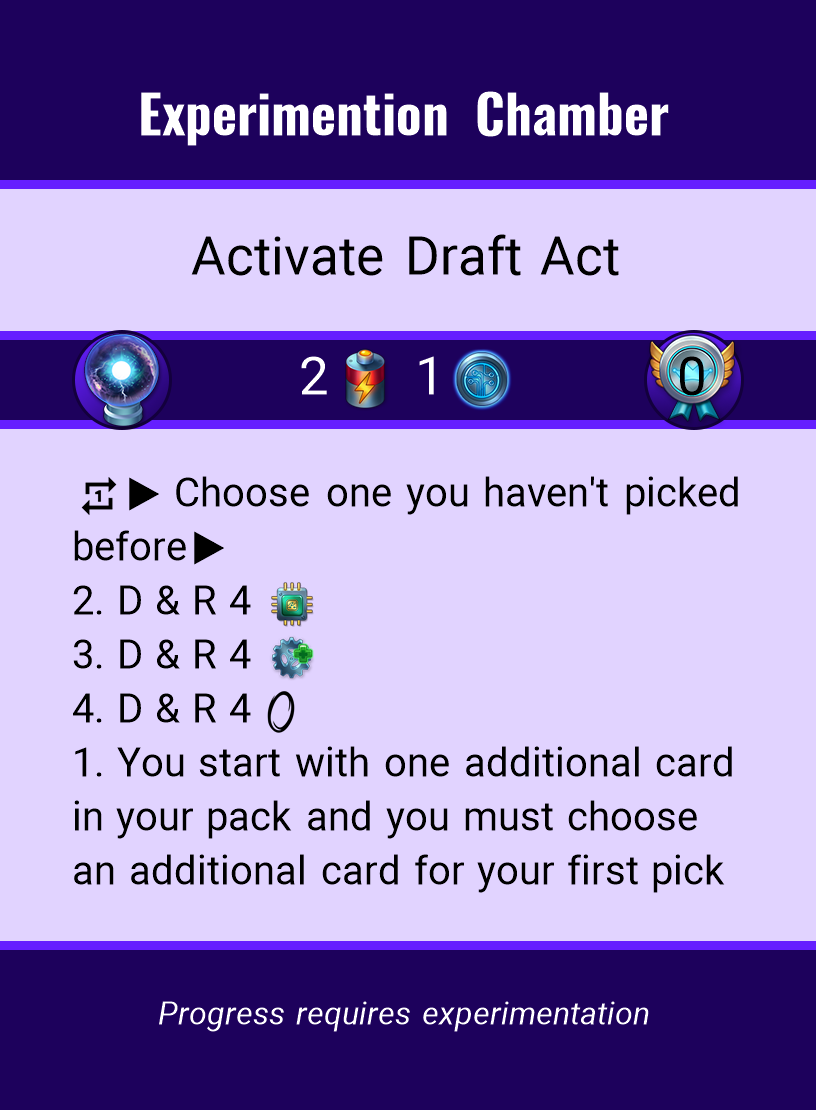 Experimention Chamber
Activate Draft Act
2 1 0
1 ▶ Choose one you haven't picked
before ▶
2. D & R 4
3. D & R 4
4. D & R 4
1. You start with one additional card
in your pack and you must choose
an additional card for your first pick
Progress requires experimentation